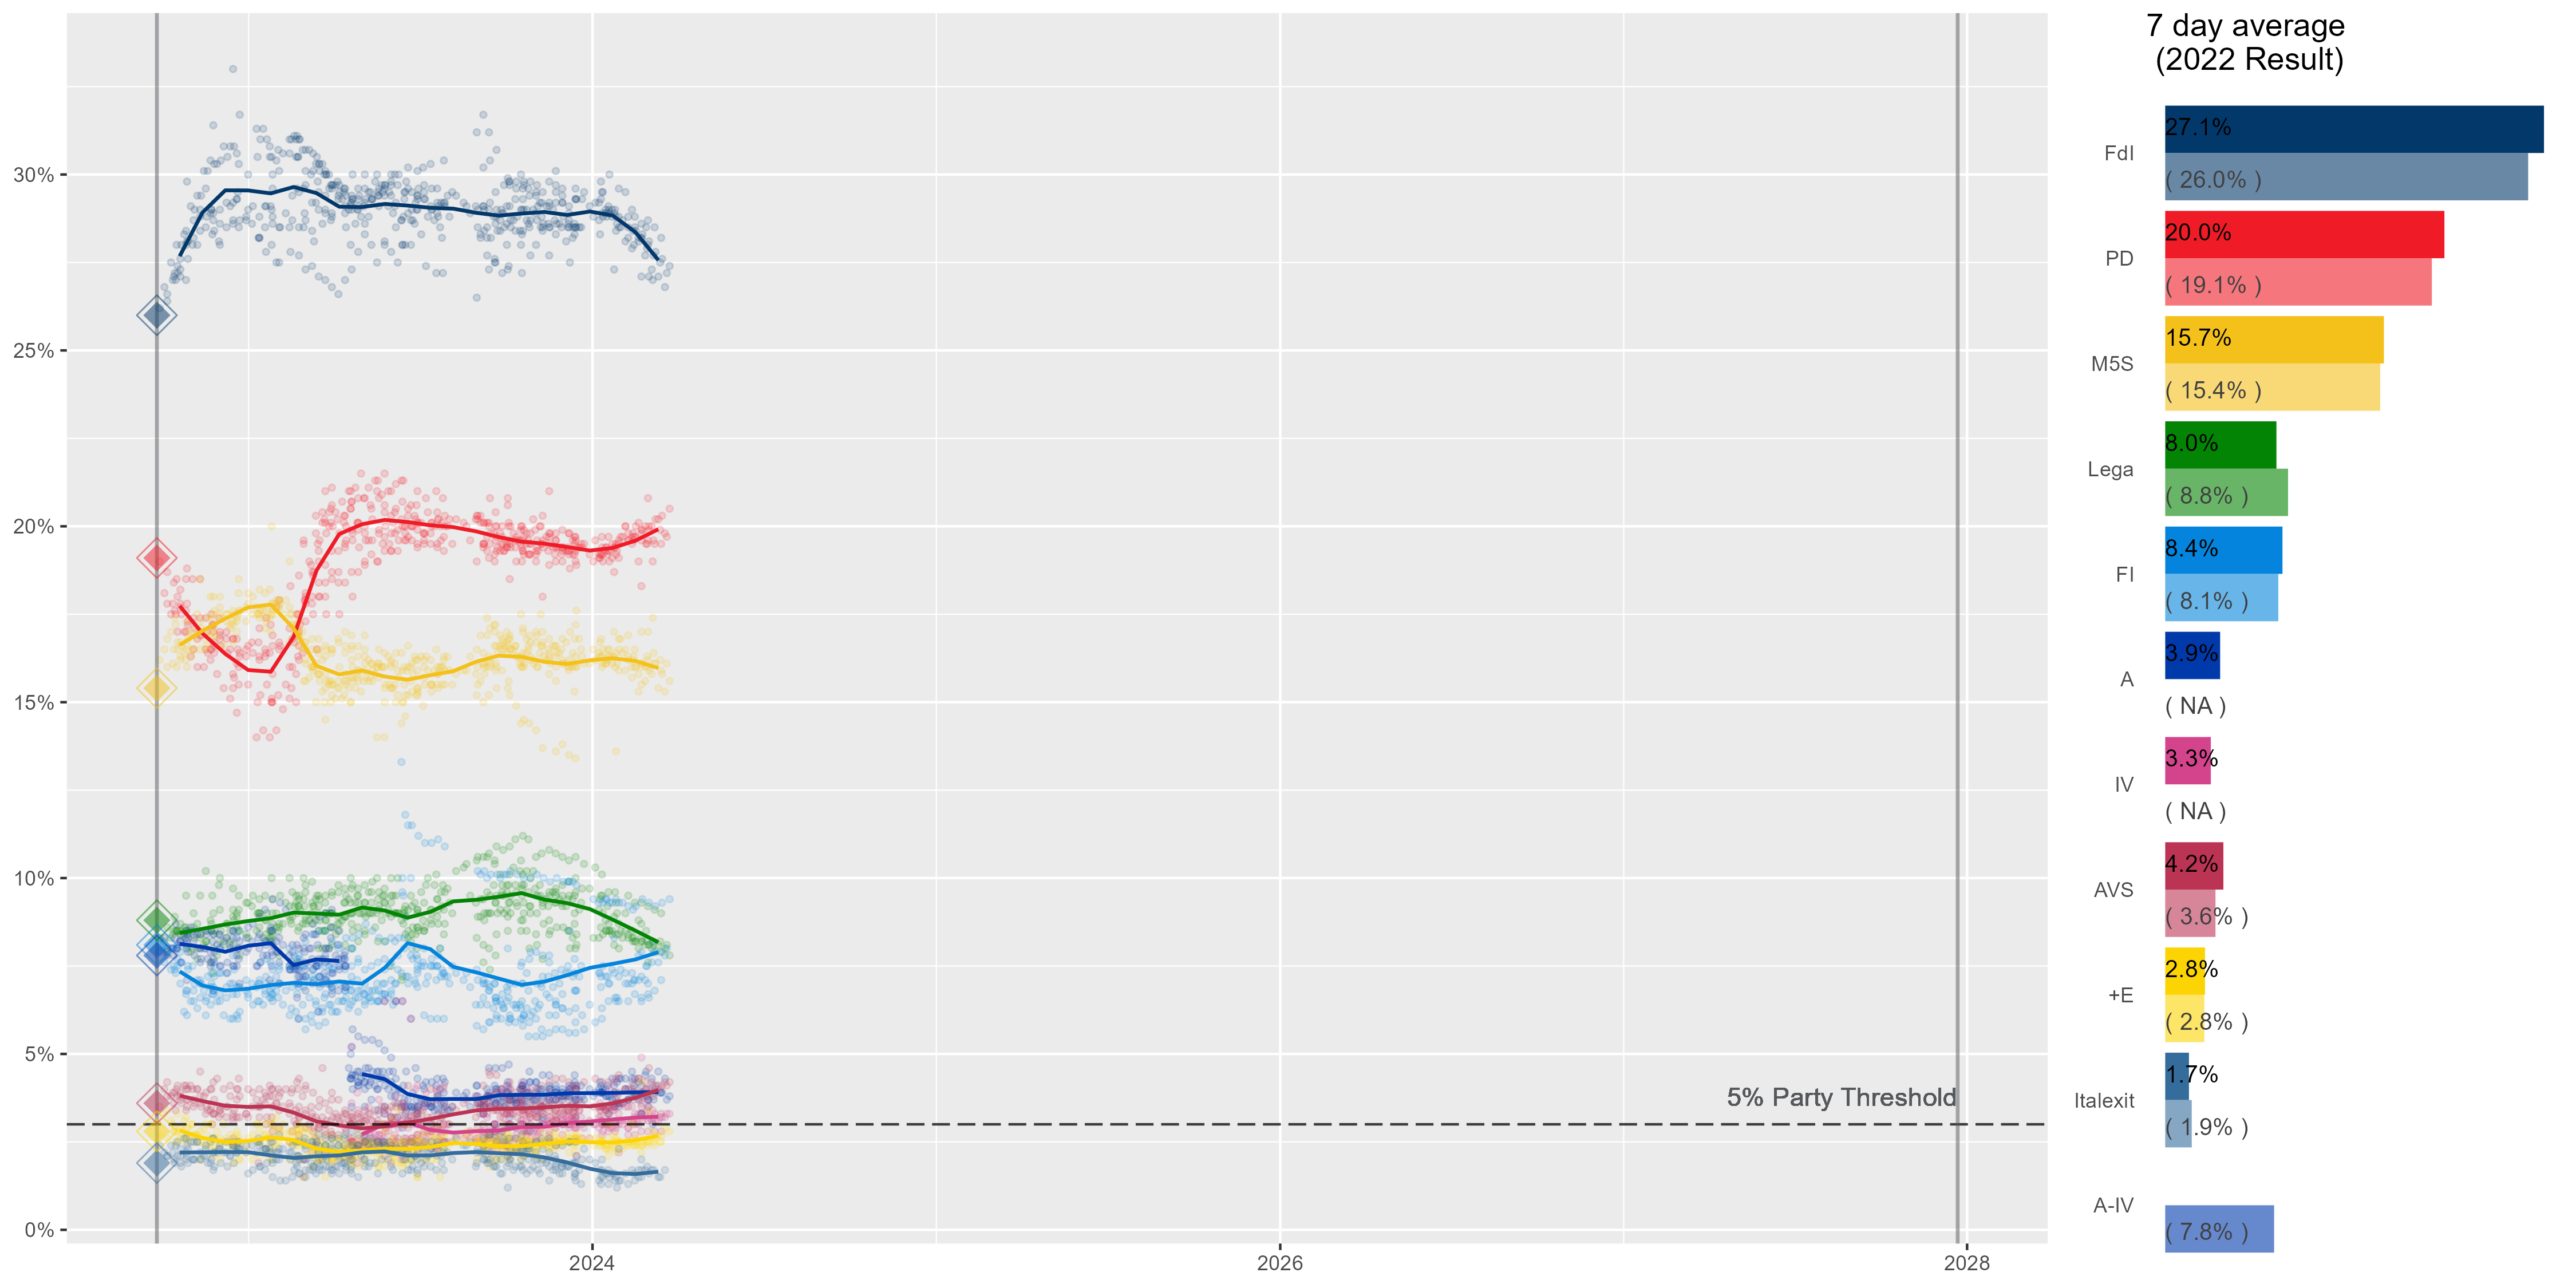 30%
25%
20%
15%
10%
5%
0%
2024
2026
2028
5% Party Threshold
7 day average
(2022 Result)
FdI
27.1%
( 26.0% )
PD
20.0%
( 19.1% )
M5S
15.7%
( 15.4% )
Lega
8.0%
( 8.8% )
FI
8.4%
( 8.1% )
A
3.9%
( NA )
IV
3.3%
( NA )
AVS
4.2%
( 3.6% )
+E
2.8%
( 2.8% )
Italexit
1.7%
( 1.9% )
A-IV
( 7.8% )